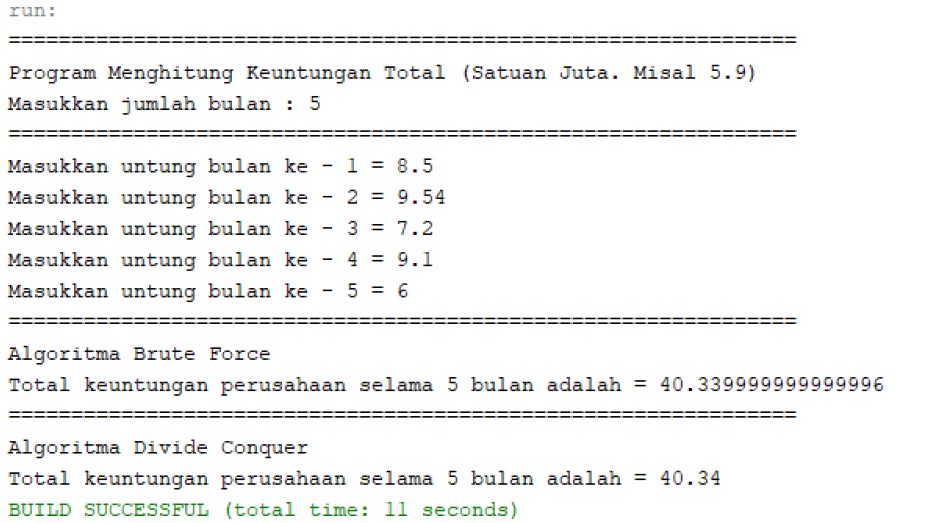 run:
===============================================================
Program Menghitung Keuntungan Total (Satuan Juta. Misal 5.9)
Masukkan jumlah bulan : 5
===============================================================
Masukkan untung bulan ke - 1 = 8.5
Masukkan untung bulan ke - 2 = 9.54
Masukkan untung bulan ke - 3 = 7.2
Masukkan untung bulan ke - 4 = 9.1
Masukkan untung bulan ke - 5 = 6
===============================================================
Algoritma Brute Force
Total keuntungan perusahaan selama 5 bulan adalah = 40.339999999999996
===============================================================
Algoritma Divide Conquer
Total keuntungan perusahaan selama 5 bulan adalah = 40.34
BUILD SUCCESSFUL (total time: 11 seconds)